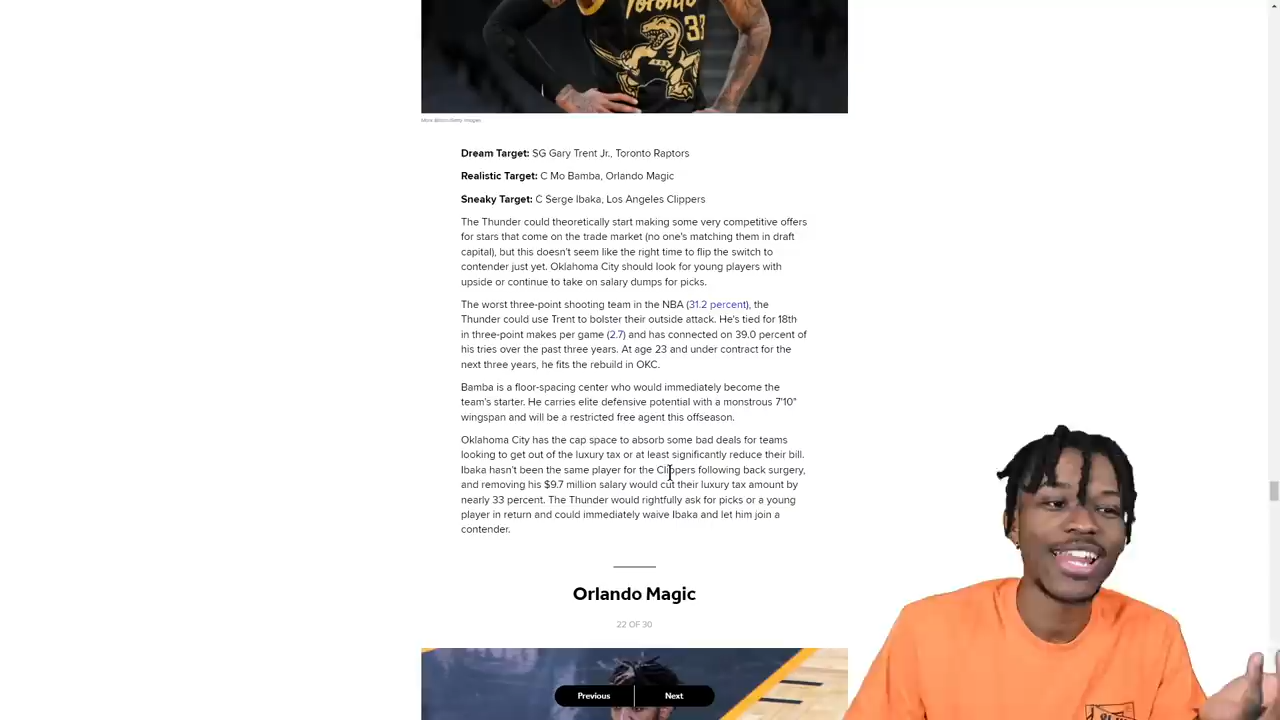 Toronto
33
Dream Target: SG Gary Trent Jr., Toronto Raptors
Realistic Target: C Mo Bamba, Orlando Magic
Sneaky Target: C Serge Ibaka, Los Angeles Clippers
The Thunder could theoretically start making some very competitive offers
for stars that come on the trade market (no one's matching them in draft
capital), but this doesn't seem like the right time to flip the switch to
contender just yet. Oklahoma City should look for young players with
upside or continue to take on salary dumps for picks.
The worst three-point shooting team in the NBA (31.2 percent), the
Thunder could use Trent to bolster their outside attack. He's tied for 18th
in three-point makes per game (2.7) and has connected on 39.0 percent of
his tries over the past three years. At age 23 and under contract for the
next three years, he fits the rebuild in OKC.
Bamba is a floor-spacing center who would immediately become the
team's starter. He carries elite defensive potential with a monstrous 7'10"
wingspan and will be a restricted free agent this offseason.
Oklahoma City has the cap space to absorb some bad deals for teams
looking to get out of the luxury tax or at least significantly reduce their bill.
Ibaka hasn't been the same player for the Clippers following back surgery,
and removing his $9.7 million salary would cut their luxury tax amount by
nearly 33 percent. The Thunder would rightfully ask for picks or a young
player in return and could immediately waive Ibaka and let him join a
contender.
Orlando Magic
22 OF 30
Previous
Next